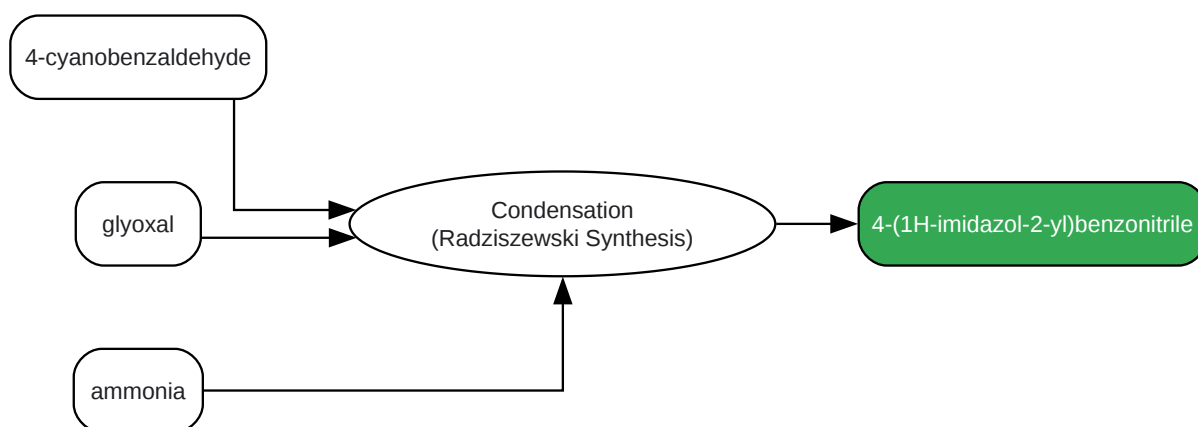 4-cyanobenzaldehyde
glyoxal
Condensation
(Radziszewski Synthesis)
4-(1H-imidazol-2-yl)benzonitrile
ammonia